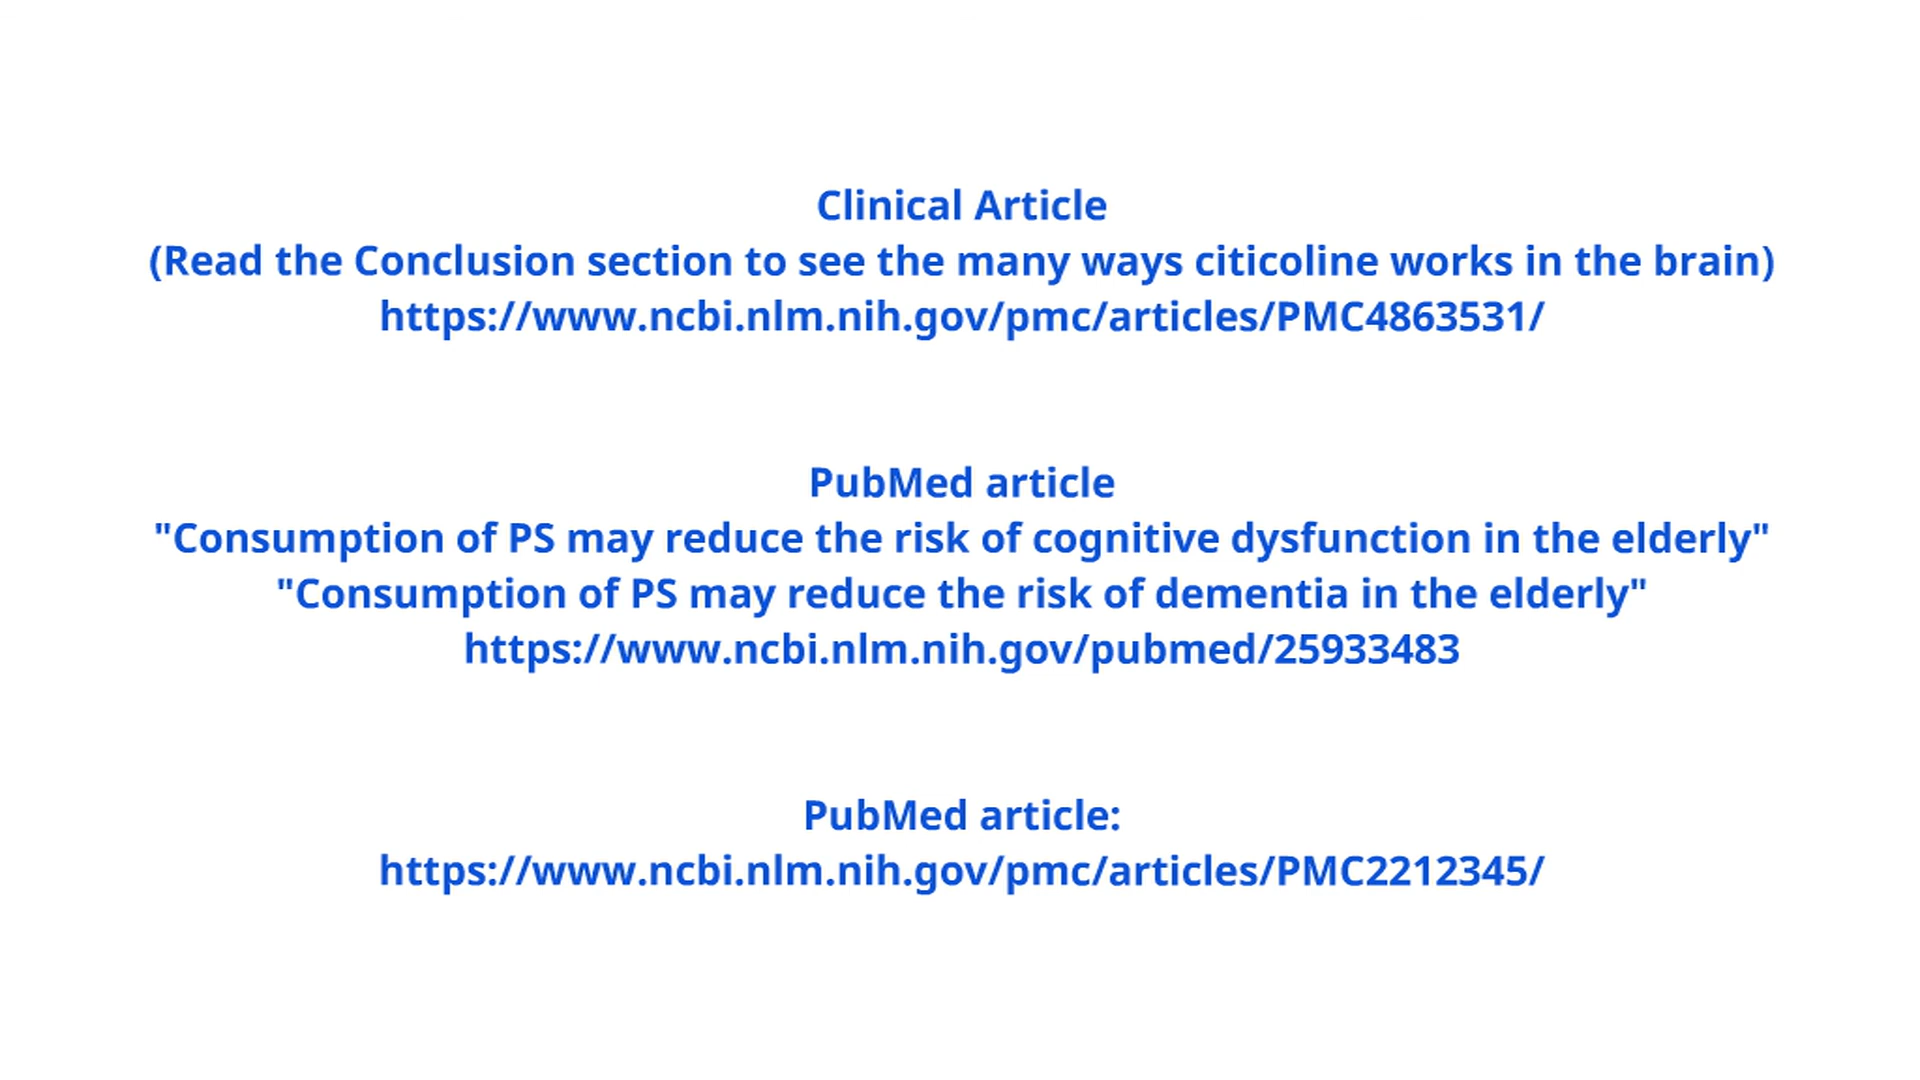 Clinical Article
(Read the Conclusion section to see the many ways citicoline works in the brain)
https://www.ncbi.nlm.nih.gov/pmc/articles/PMC4863531/
PubMed article
"Consumption of PS may reduce the risk of cognitive dysfunction in the elderly"
"Consumption of PS may reduce the risk of dementia in the elderly"
https://www.ncbi.nlm.nih.gov/pubmed/25933483
PubMed article:
https://www.ncbi.nlm.nih.gov/pmc/articles/PMC2212345/